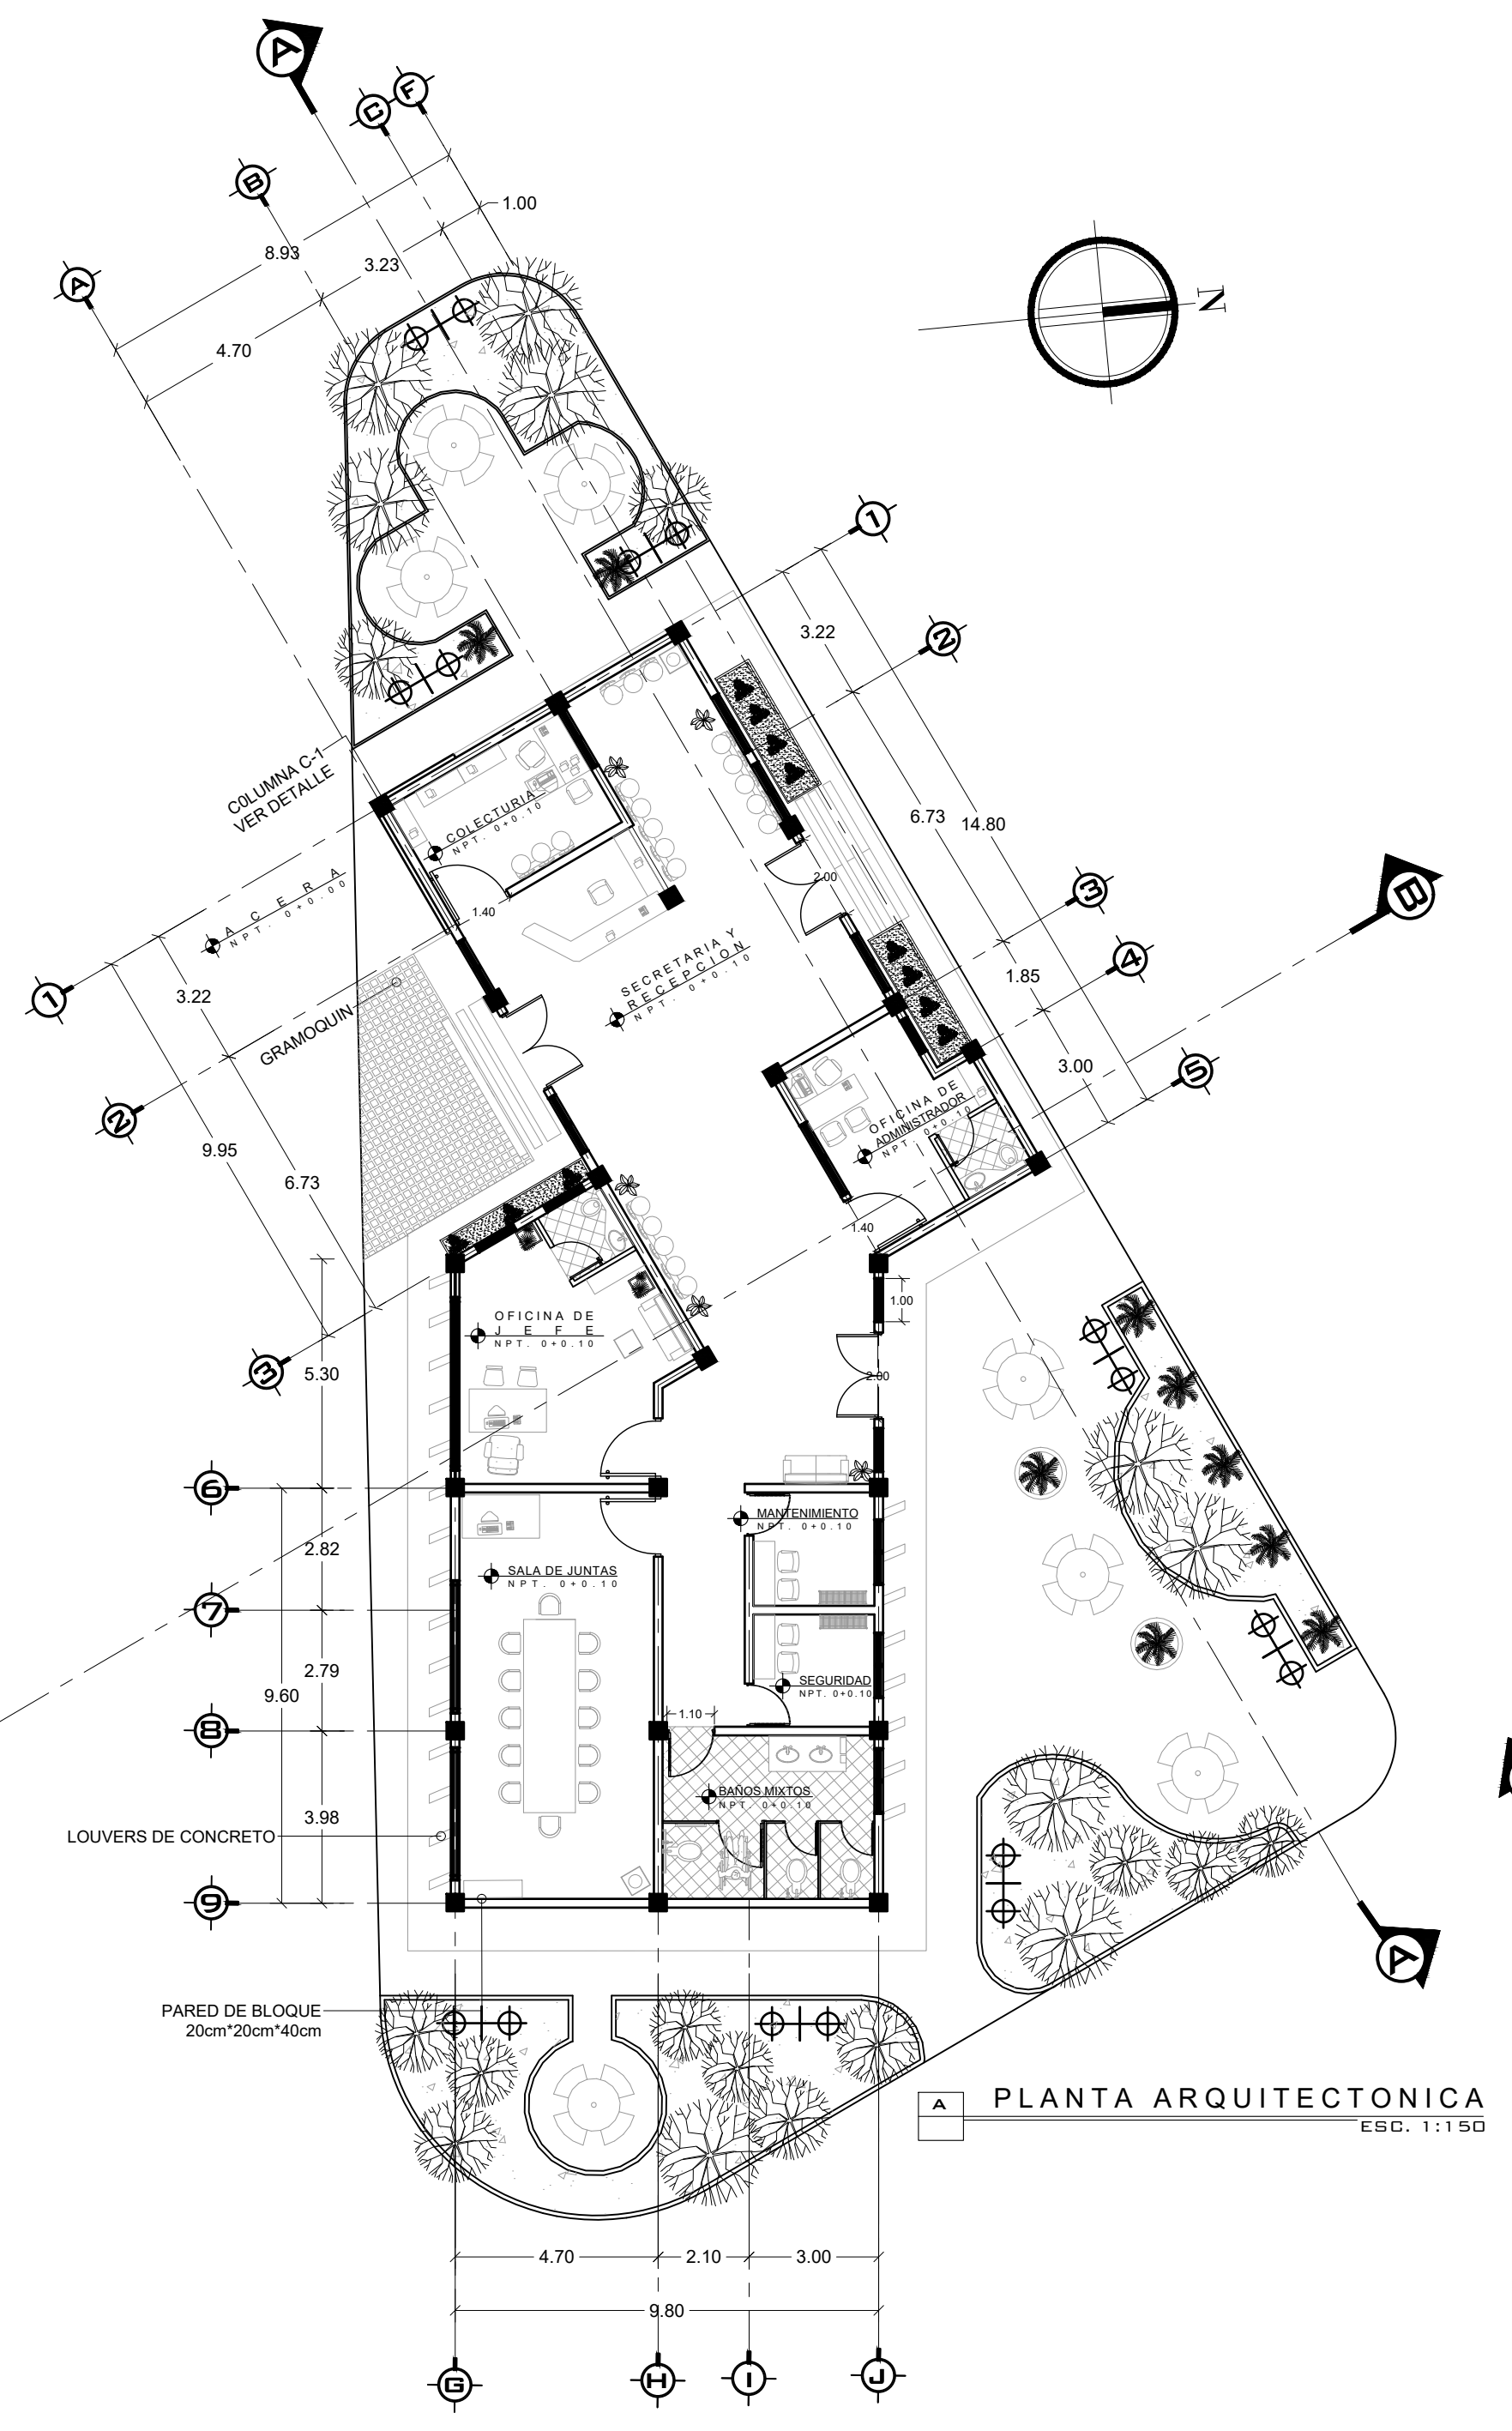 A
C
F
B
A
1.00
8.93
3.23
4.70
N
1
3.22
2
C0LUMNA C-1
VER DETALLE
COLECTURIA
NPT. 0+0.10
6.73
14.80
2.00
B
A C E R A
NPT. 0+0.00
1.40
3
SECRETARIA Y
RECEPCION
NPT. 0+0.10
4
1.85
1
3.22
GRAMOQUIN
3.00
5
2
OFICINA DE
ADMINISTRADOR
NPT. 0+0.10
9.95
6.73
1.40
1.00
OFICINA DE
J E F E
NPT. 0+0.10
3
5.30
2.00
6
MANTENIMIENTO
NPT. 0+0.10
2.82
SALA DE JUNTAS
NPT. 0+0.10
7
2.79
SEGURIDAD
NPT. 0+0.10
9.60
1.10
8
BAÑOS MIXTOS
NPT. 0+0.10
3.98
LOUVERS DE CONCRETO
9
A
PARED DE BLOQUE
20cm*20cm*40cm
A
PLANTA ARQUITECTONICA
ESC. 1:150
4.70
2.10
3.00
9.80
G
H
I
J